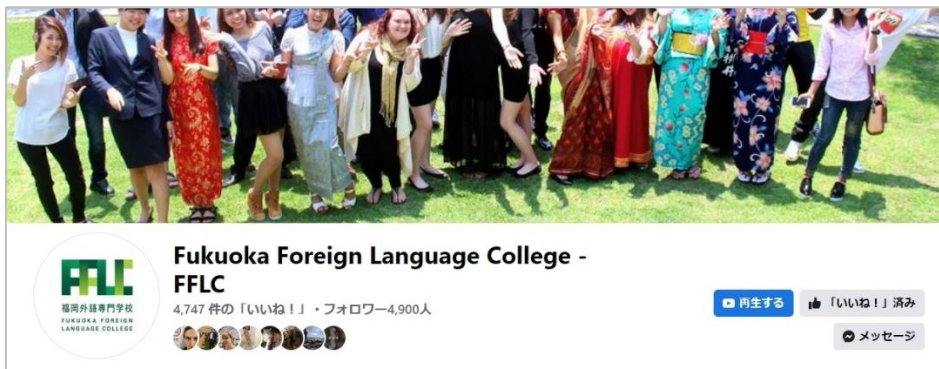 FFLC
福岡外語専門学校
FUKUOKA FOREIGN
LANGUAGE COLLEGE
Fukuoka Foreign Language College -
FFLC
4,747 件の「いいね！」・フォロワー4,900人
再生する
「いいね！」済み
メッセージ